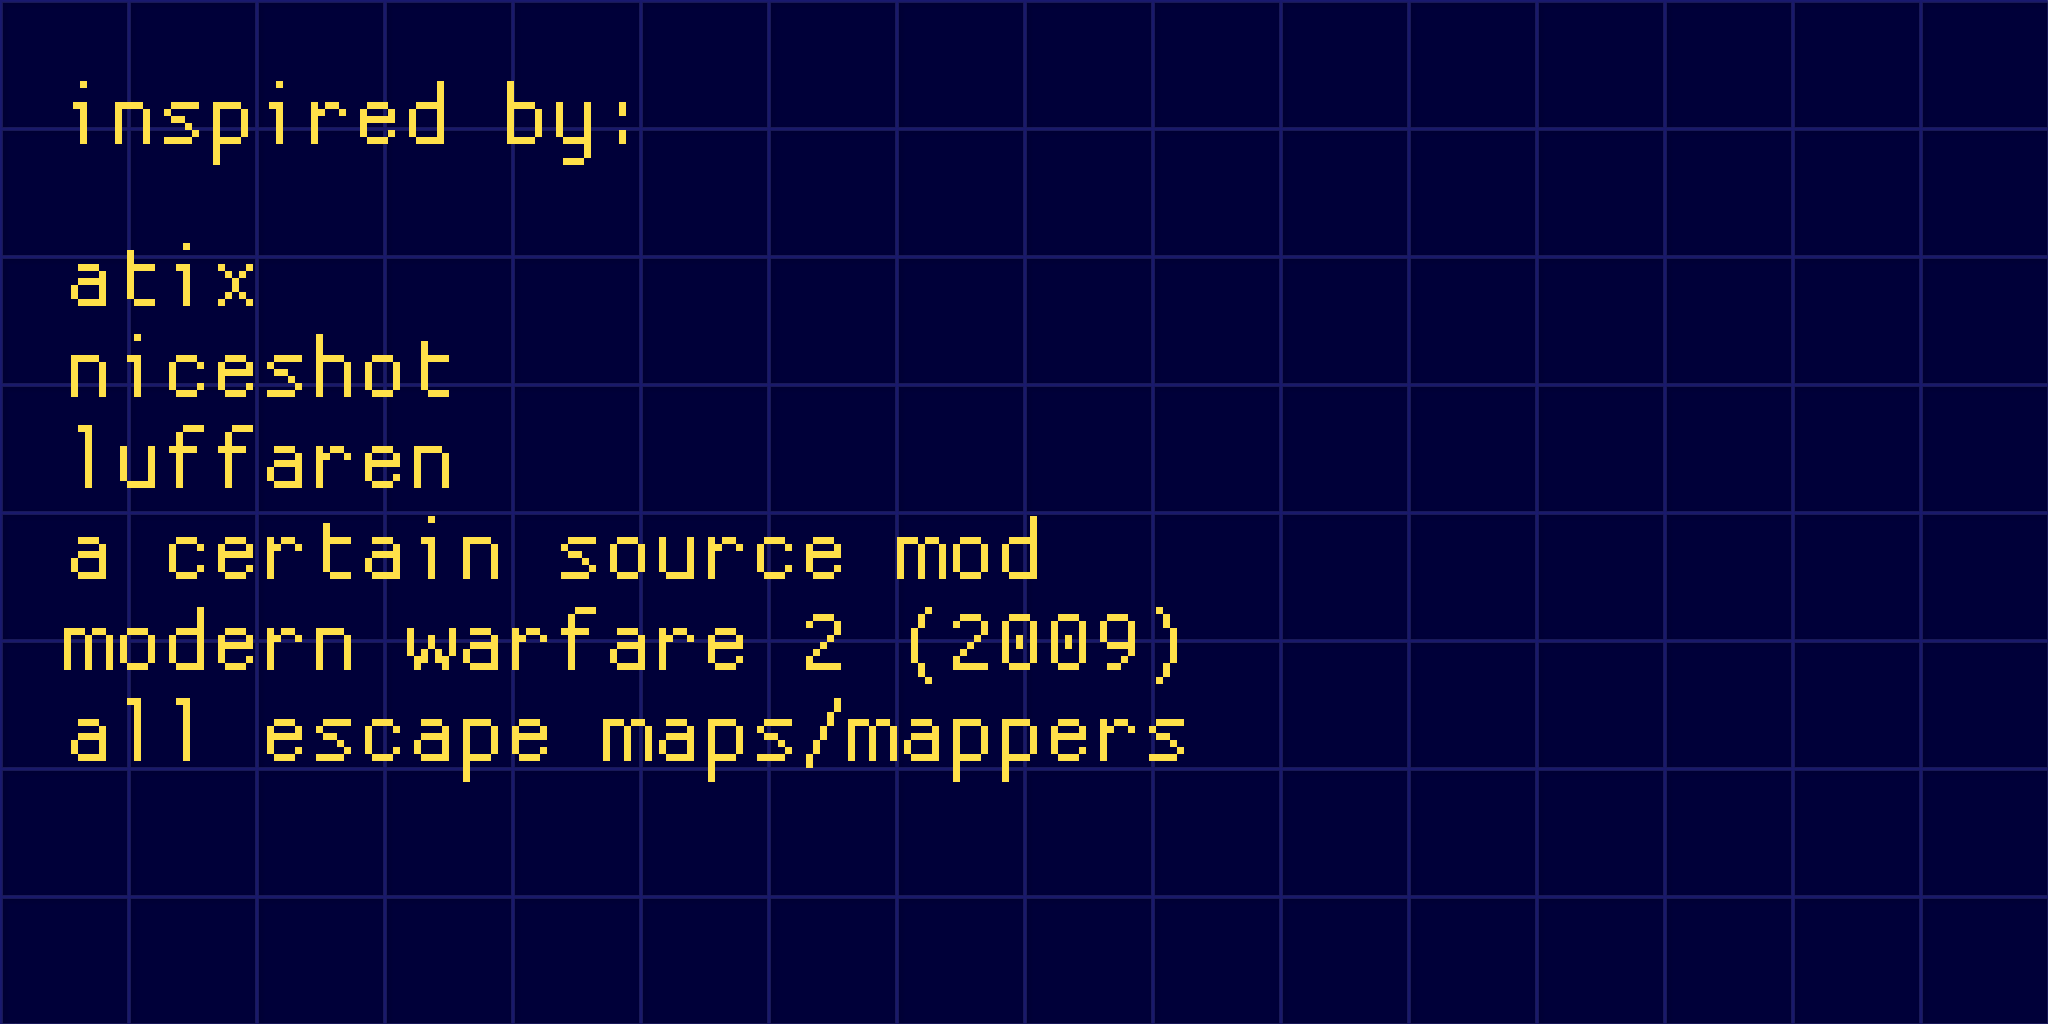 inspired by:
atix
niceshot
luffaren
a certain source mod
modern warfare 2 (2009)
all escape maps/mappers